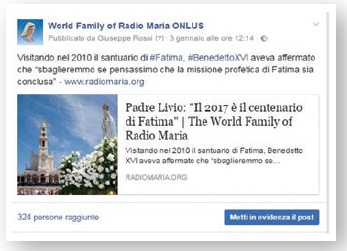 World Family of Radio Maria ONLUS
Pubblicato da Giuseppe Rossi [?] · 3 gennaio alle ore 12:14 ·
Visitando nel 2010 il santuario di #Fatima, #BenedettoXVI aveva affermato
che "sbaglieremmo se pensassimo che la missione profetica di Fatima sia
conclusa" - www.radiomaria.org
Padre Livio: "Il 2017 è il centenario
di Fatima" | The World Family of
Radio Maria
Visitando nel 2010 il santuario di Fatima, Benedetto
XVI aveva affermato che "sbaglieremmo se...
RADIOMARIA.ORG
324 persone raggiunte
Metti in evidenza il post